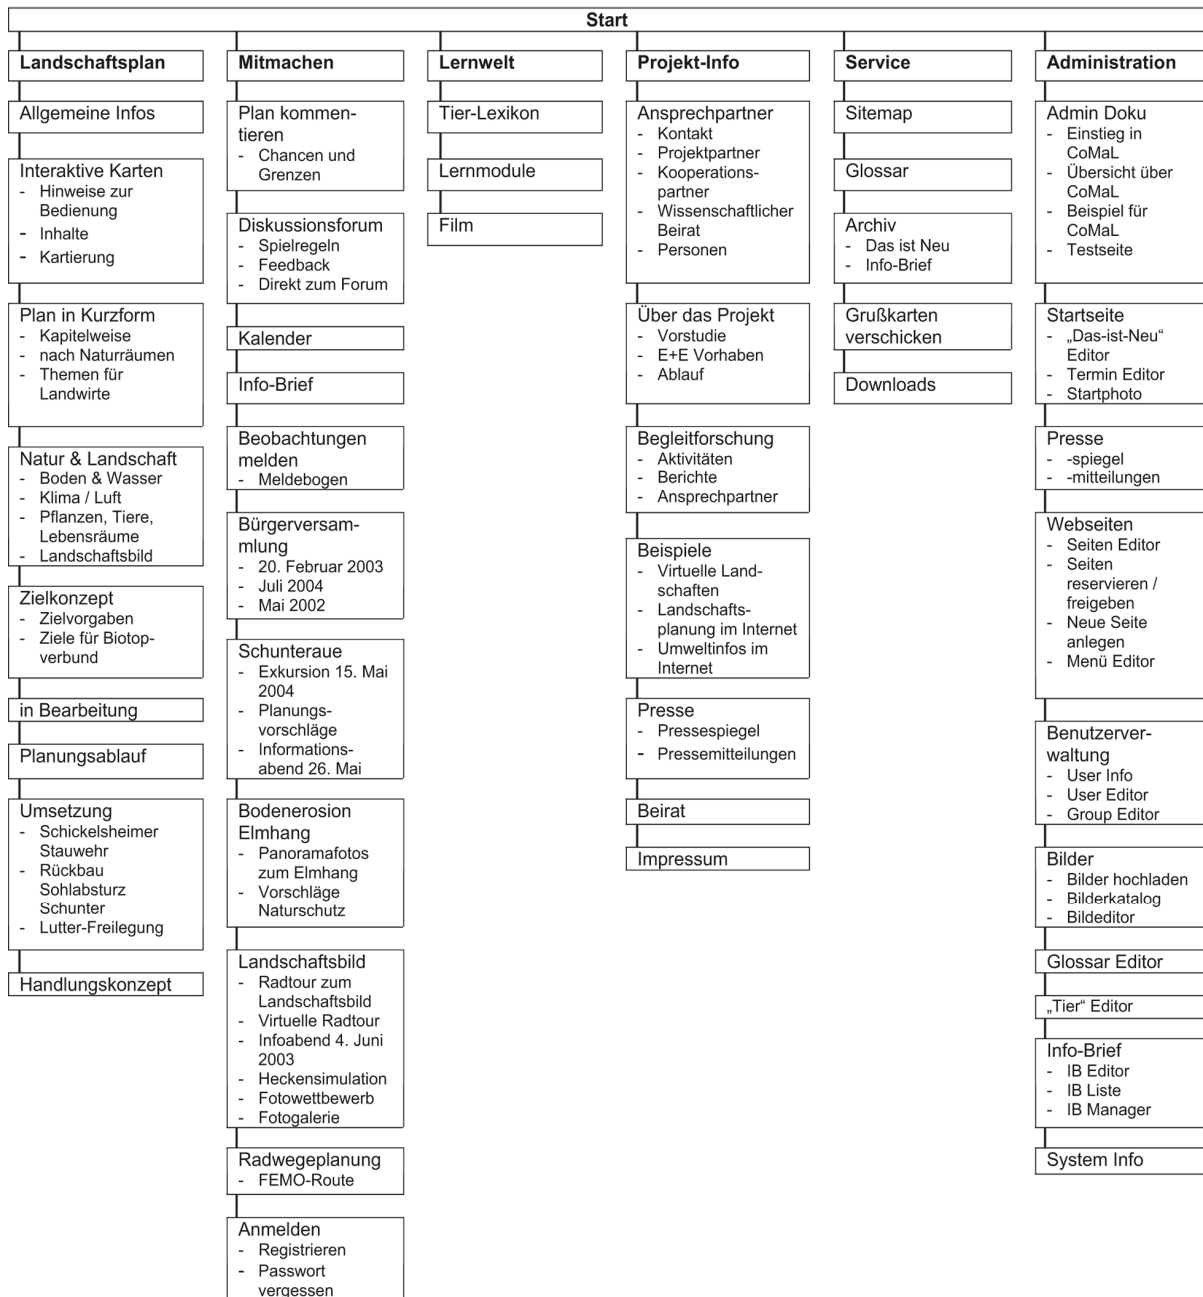 Start
Landschaftsplan
Allgemeine Infos
Interaktive Karten
- Hinweise zur
Bedienung
- Inhalte
- Kartierung
Plan in Kurzform
- Kapitelweise
- nach Naturräumen
- Themen für
Landwirte
Natur & Landschaft
- Boden & Wasser
- Klima / Luft
- Pflanzen, Tiere,
Lebensräume
- Landschaftsbild
Zielkonzept
- Zielvorgaben
- Ziele für Biotop-
verbund
in Bearbeitung
Planungsablauf
Umsetzung
- Schickelsheimer
Stauwehr
- Rückbau
Sohlabsturz
Schunter
- Lutter-Freilegung
Handlungskonzept
Mitmachen
Plan kommen-
tieren
- Chancen und
Grenzen
Diskussionsforum
- Spielregeln
- Feedback
- Direkt zum Forum
Kalender
Info-Brief
Beobachtungen
melden
- Meldebogen
Bürgerversam-
mlung
- 20. Februar 2003
- Juli 2004
- Mai 2002
Schunteraue
- Exkursion 15. Mai
2004
- Planungs-
vorschläge
- Informations-
abend 26. Mai
Bodenerosion
Elmhang
- Panoramafotos
zum Elmhang
- Vorschläge
Naturschutz
Landschaftsbild
- Radtour zum
Landschaftsbild
- Virtuelle Radtour
- Infoabend 4. Juni
2003
- Heckensimulation
- Fotowettbewerb
- Fotogalerie
Radwegeplanung
- FEMO-Route
Anmelden
- Registrieren
- Passwort
vergessen
Lernwelt
Tier-Lexikon
Lernmodule
Film
Projekt-Info
Ansprechpartner
- Kontakt
- Projektpartner
- Kooperations-
partner
- Wissenschaftlicher
Beirat
- Personen
Über das Projekt
- Vorstudie
- E+E Vorhaben
- Ablauf
Begleitforschung
- Aktivitäten
- Berichte
- Ansprechpartner
Beispiele
- Virtuelle Land-
schaften
- Landschafts-
planung im Internet
- Umweltinfos im
Internet
Presse
- Pressespiegel
- Pressemitteilungen
Beirat
Impressum
Service
Sitemap
Glossar
Archiv
- Das ist Neu
- Info-Brief
Grußkarten
verschicken
Downloads
Administration
Admin Doku
- Einstieg in
CoMaL
- Übersicht über
CoMaL
- Beispiel für
CoMaL
- Testseite
Startseite
- „Das-ist-Neu“
Editor
- Termin Editor
- Startphoto
Presse
- -spiegel
- -mitteilungen
Webseiten
- Seiten Editor
- Seiten
reservieren /
freigeben
- Neue Seite
anlegen
- Menü Editor
Benutzerver-
waltung
- User Info
- User Editor
- Group Editor
Bilder
- Bilder hochladen
- Bilderkatalog
- Bildeditor
Glossar Editor
„Tier“ Editor
Info-Brief
- IB Editor
- IB Liste
- IB Manager
System Info